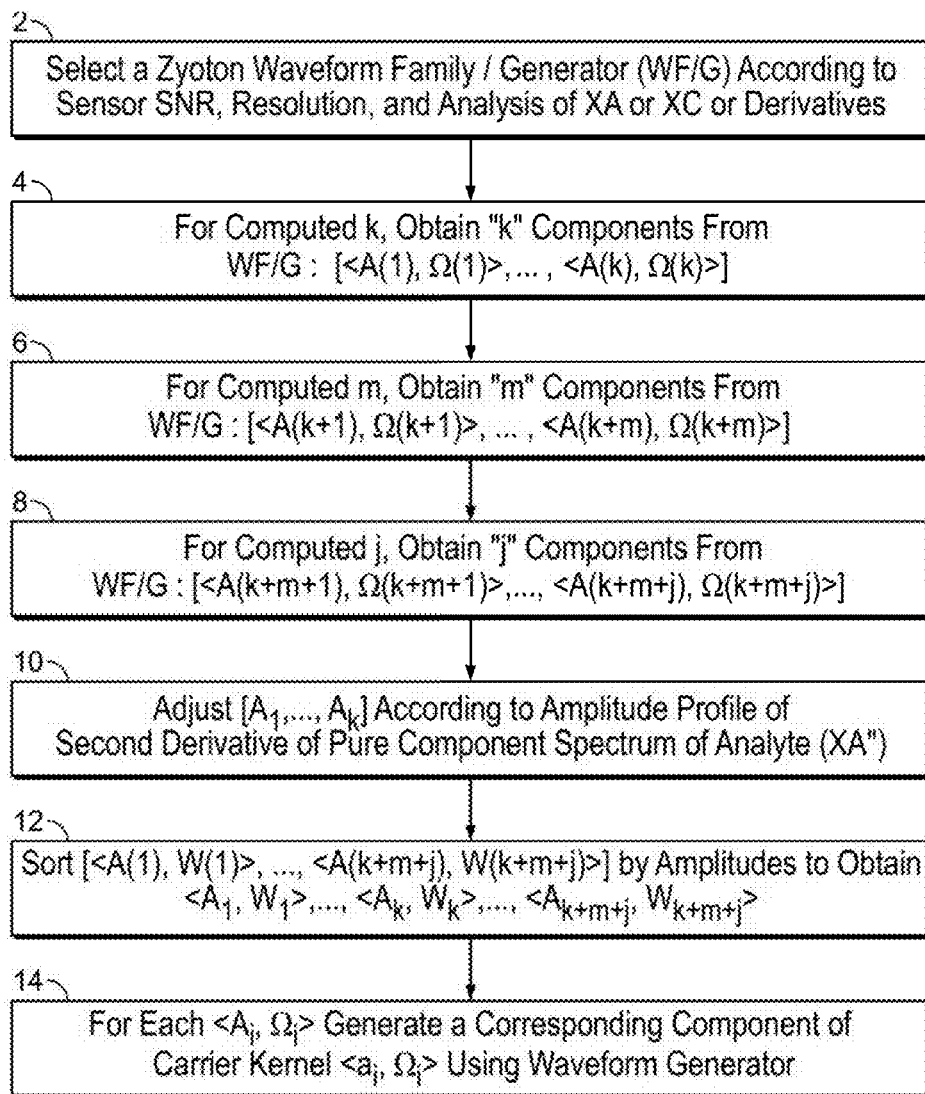 2
Select a Zyoton Waveform Family / Generator (WF/G) According to
Sensor SNR, Resolution, and Analysis of XA or XC or Derivatives
4
For Computed k, Obtain "k" Components From
WF/G : [<A(1), Ω(1)>,... , <A(k), Ω(k)>]
6
For Computed m, Obtain "m" Components From
WF/G : [<A(k+1), Ω(k+1)>, ... , <A(k+m), Ω(k+m)>]
8
For Computed j, Obtain "j" Components From
WF/G : [<A(k+m+1), Ω(k+m+1)>,..., <A(k+m+j), Ω(k+m+j)>]
10
Adjust [A₁,..., Aₖ] According to Amplitude Profile of
Second Derivative of Pure Component Spectrum of Analyte (XA")
12
Sort [<A(1), W(1)>, ..., <A(k+m+j), W(k+m+j)>] by Amplitudes to Obtain
<A₁, W₁>,..., <Aₖ, Wₖ>,..., <Aₖ₊ₘ₊ⱼ, Wₖ₊ₘ₊ⱼ>
14
For Each <Aᵢ, Ωᵢ> Generate a Corresponding Component of
Carrier Kernel <aᵢ, Ωᵢ> Using Waveform Generator